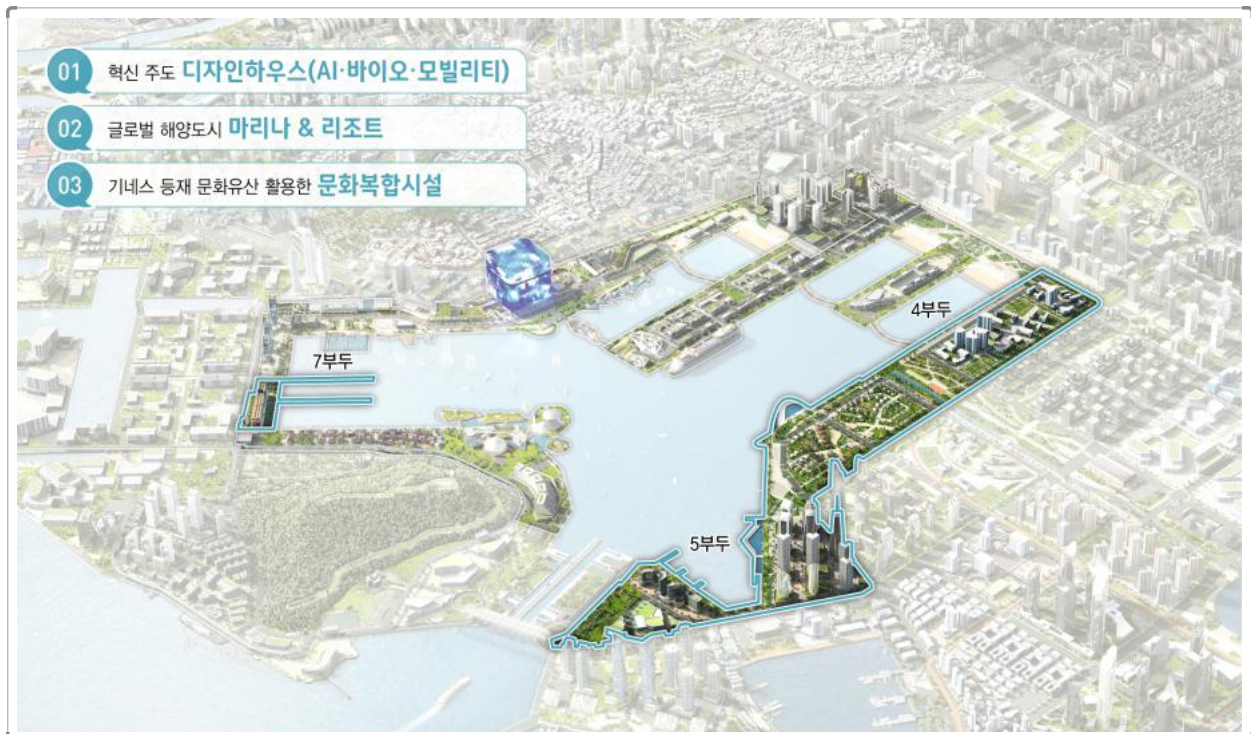 01 혁신 주도 디자인하우스(AI·바이오·모빌리티)
02 글로벌 해양도시 마리나 & 리조트
03 기네스 등재 문화유산 활용한 문화복합시설
4부두
7부두
5부두